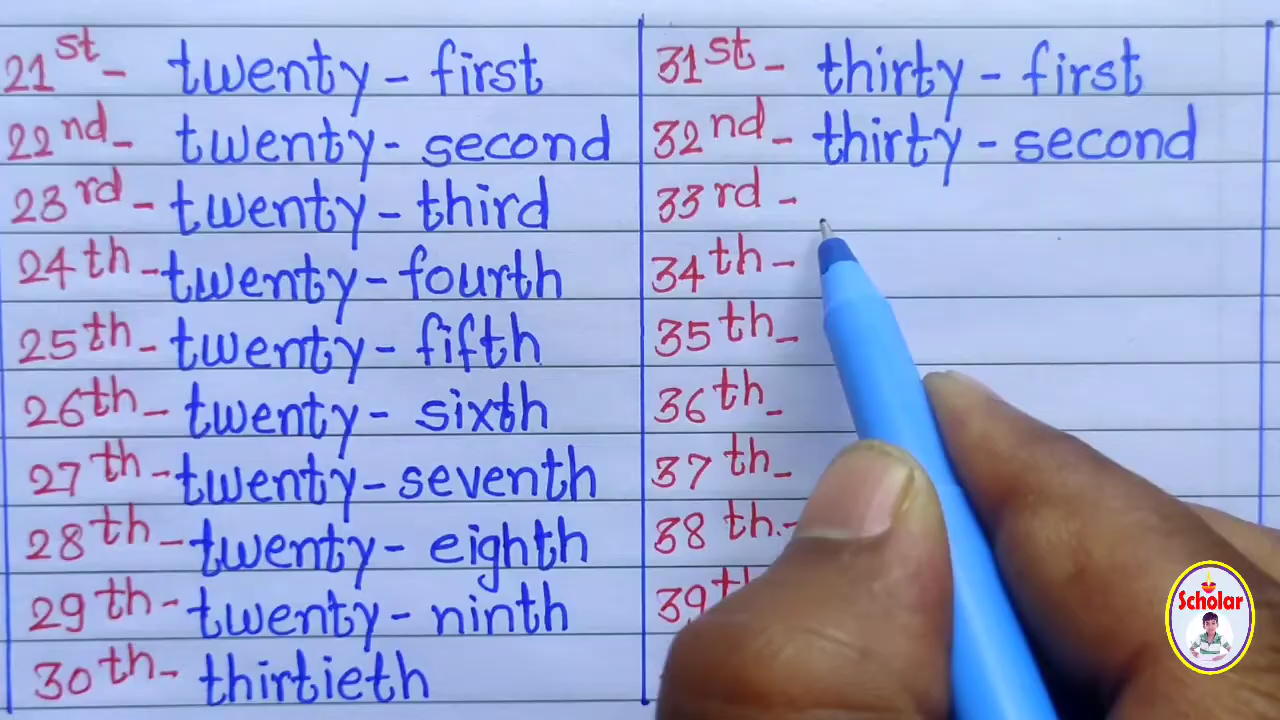 21st- twenty-first
22nd- twenty-second
23rd- twenty-third
24th- twenty-fourth
25th- twenty-fifth
26th- twenty-sixth
27th- twenty-seventh
28th- twenty-eighth
29th- twenty-ninth
30th- thirtieth
31st- thirty-first
32nd- thirty-second
33rd-
34th-
35th-
36th-
37th-
38th.-
39th
Scholar